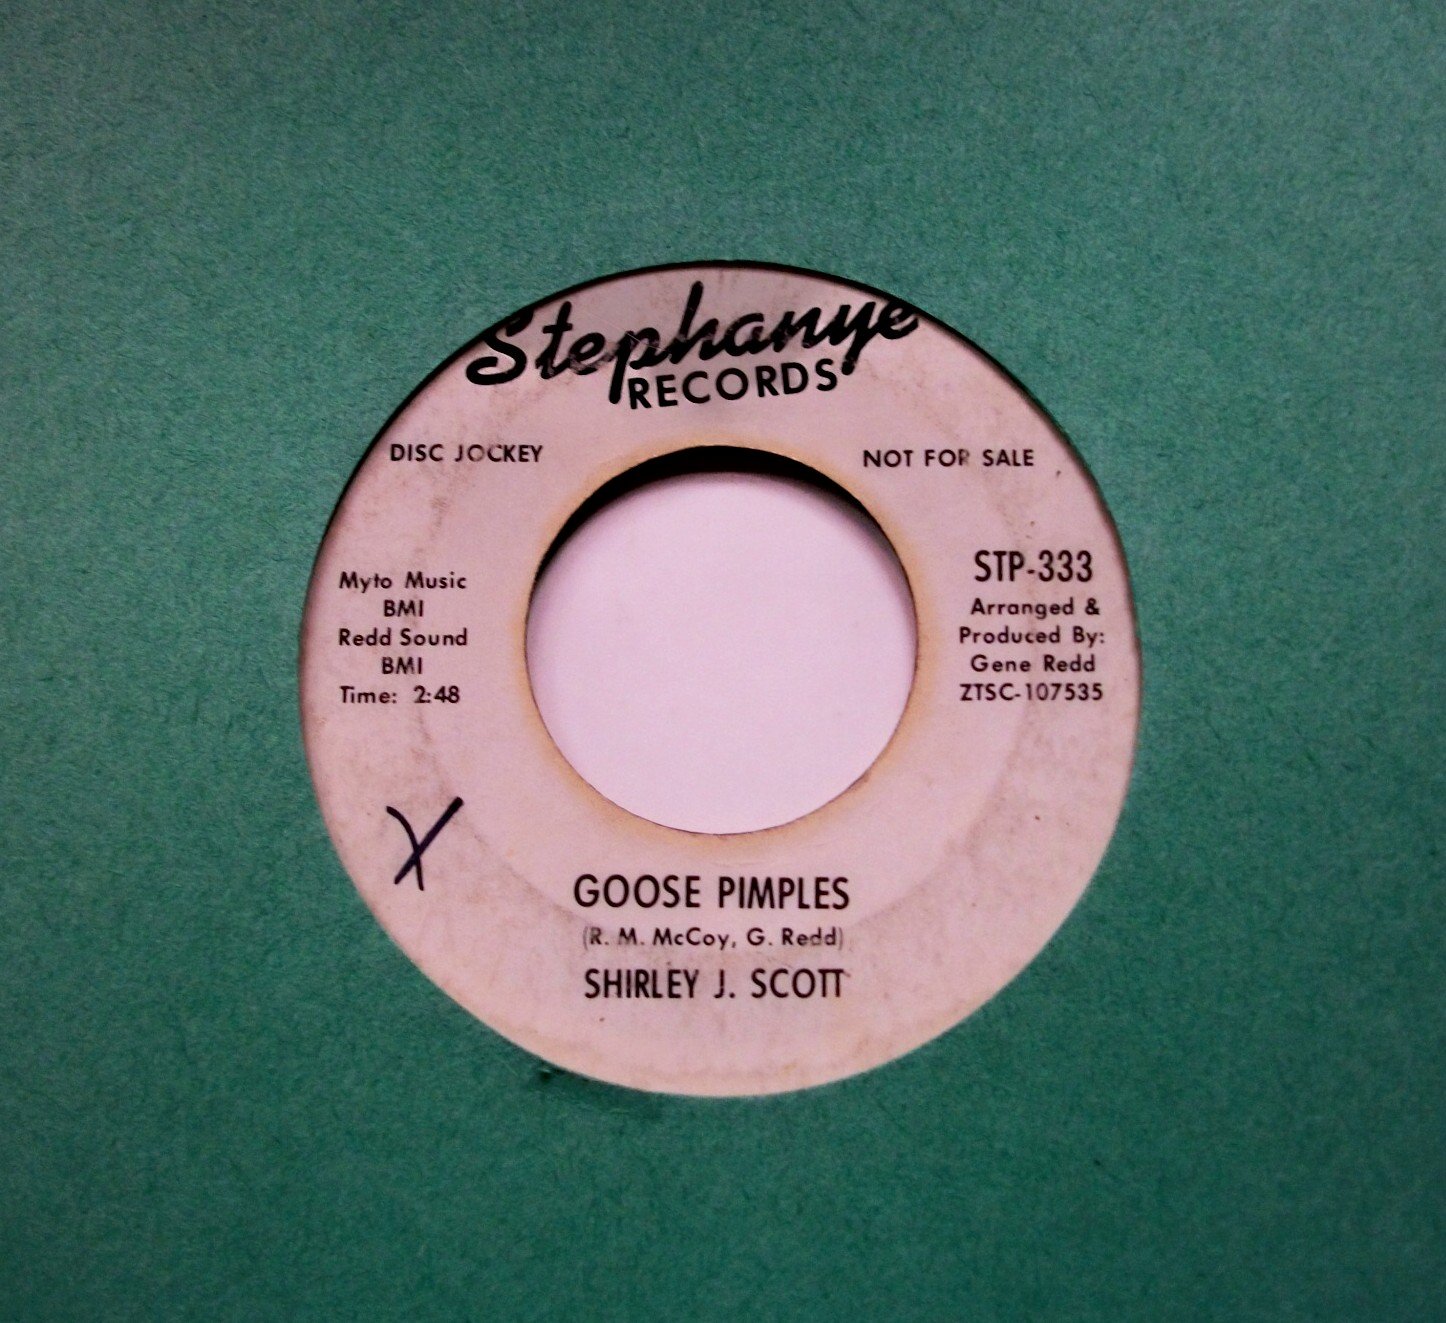 Stephanye
RECORDS
DISC JOCKEY
NOT FOR SALE
Myto Music
BMI
Redd Sound
BMI
Time: 2:48
STP-333
Arranged &
Produced By:
Gene Redd
ZTSC-107535
X
GOOSE PIMPLES
(R. M. McCoy, G. Redd)
SHIRLEY J. SCOTT